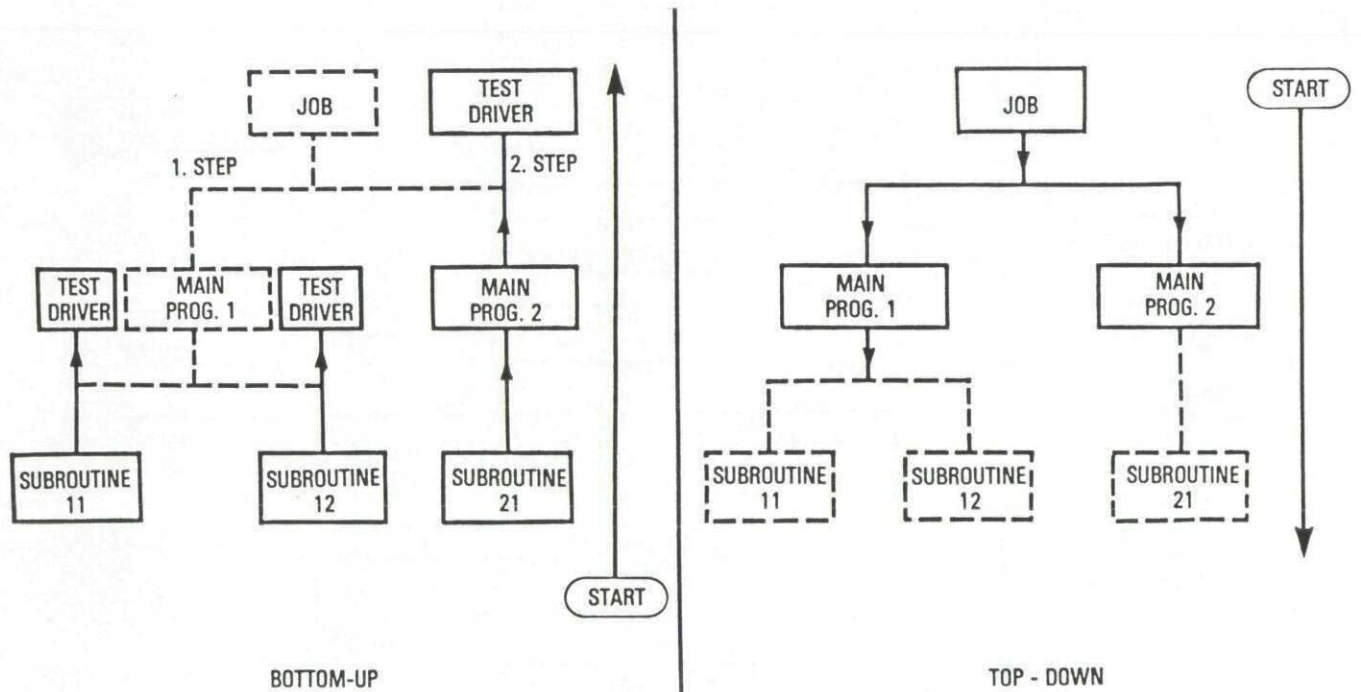 JOB
TEST
DRIVER
1. STEP
2. STEP
TEST
DRIVER
MAIN
PROG. 1
TEST
DRIVER
MAIN
PROG. 2
SUBROUTINE
11
SUBROUTINE
12
SUBROUTINE
21
START
BOTTOM-UP
JOB
START
MAIN
PROG. 1
MAIN
PROG. 2
SUBROUTINE
11
SUBROUTINE
12
SUBROUTINE
21
TOP - DOWN